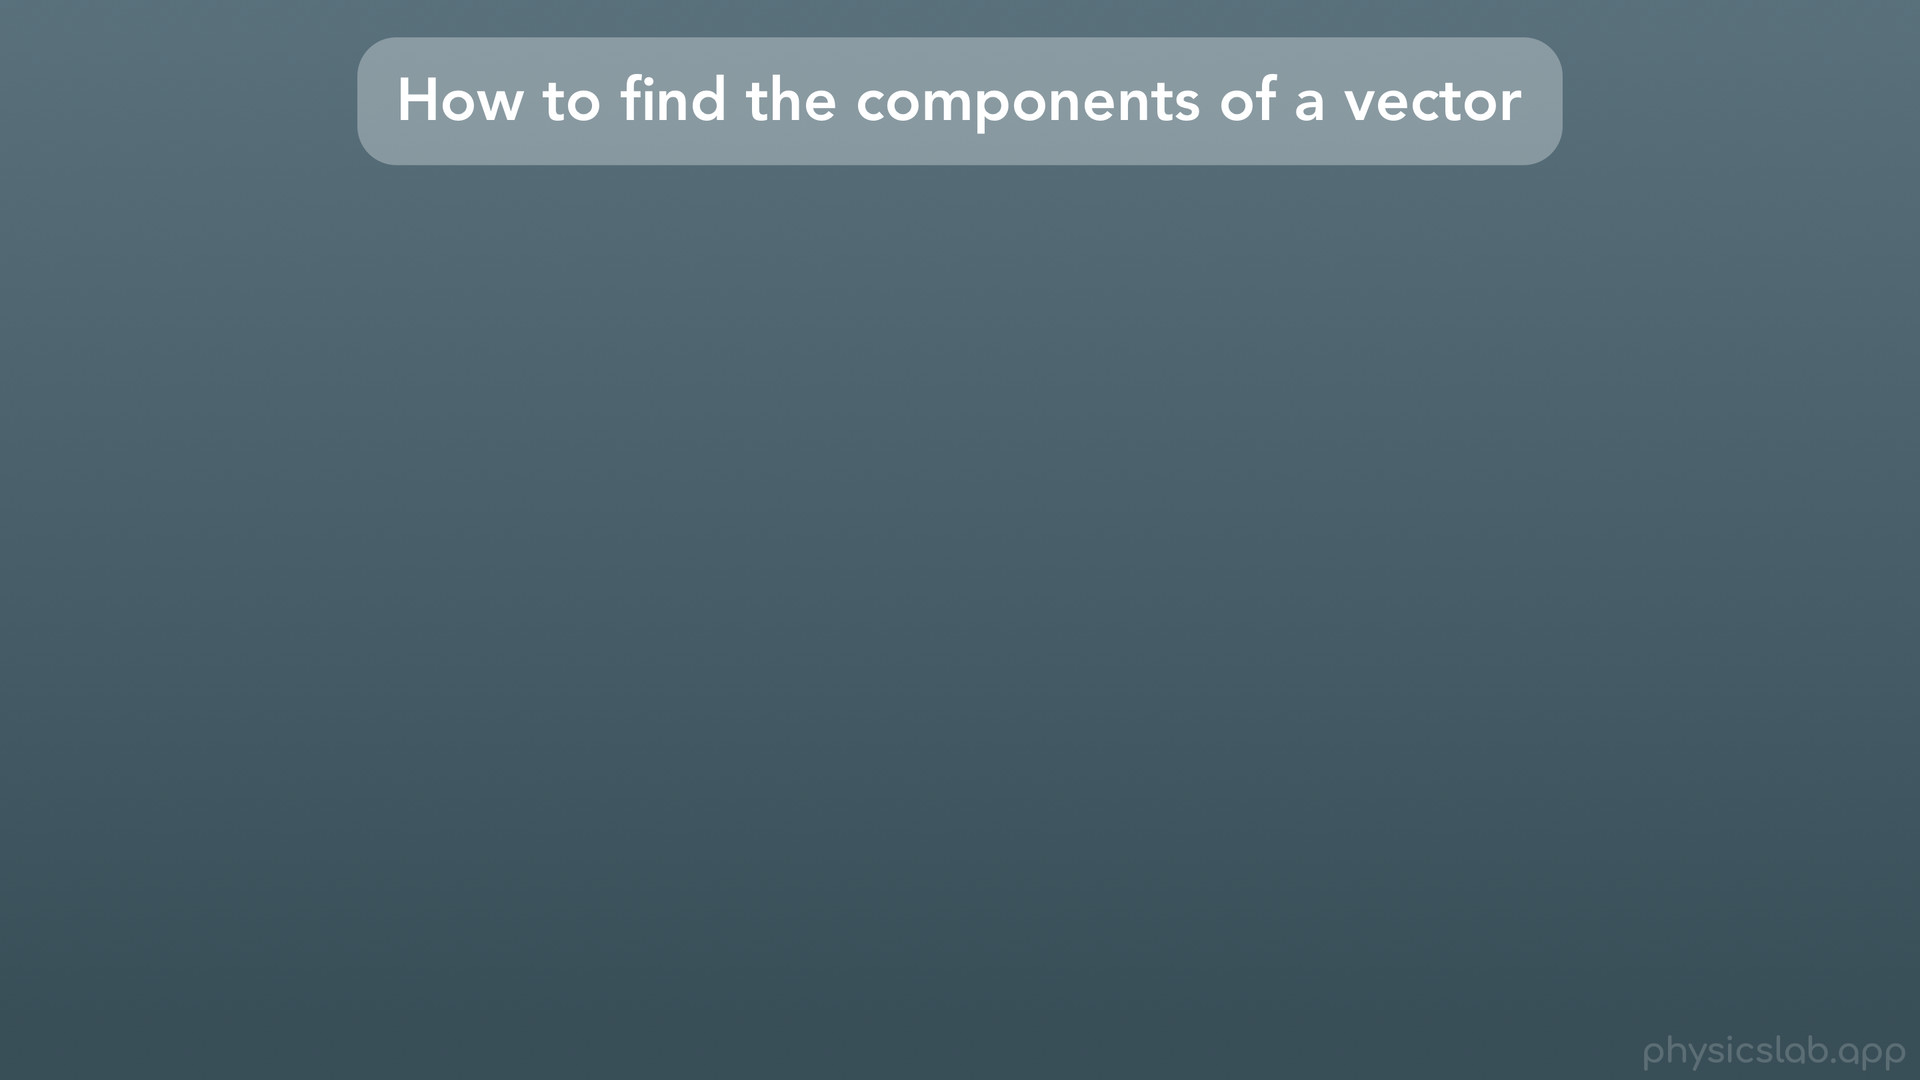 How to find the components of a vector
physicslab.app